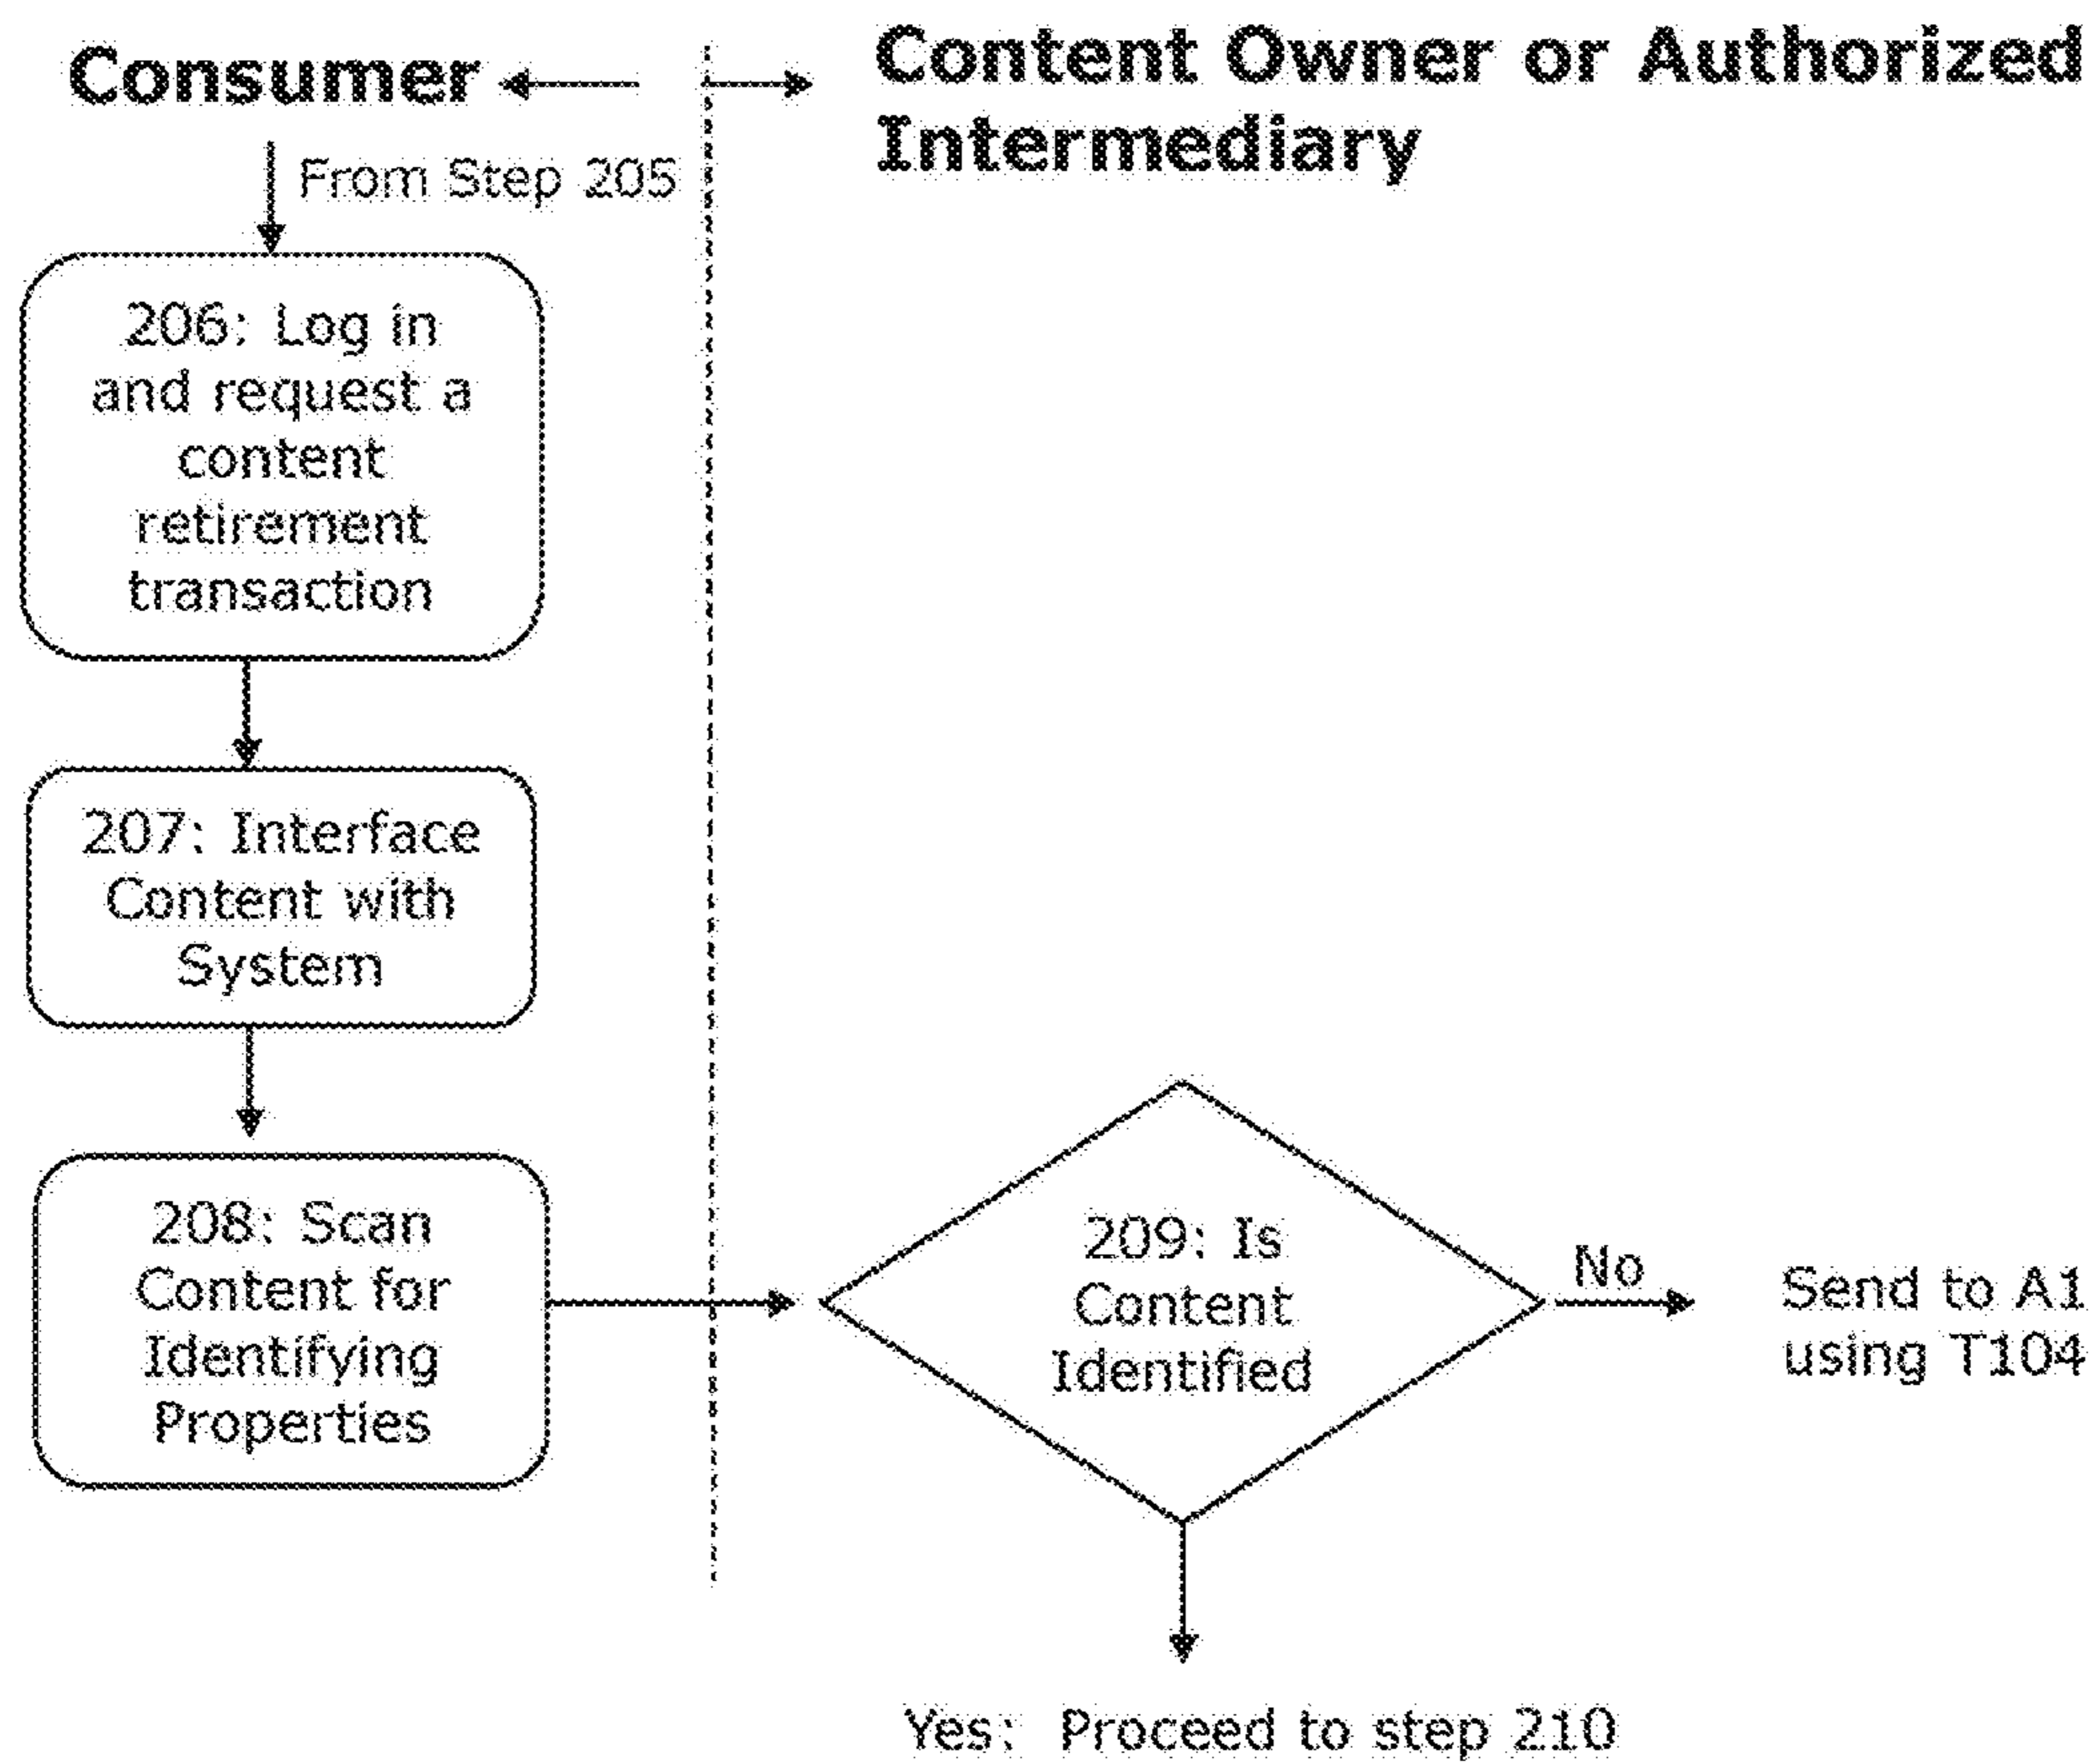 Consumer
Content Owner or Authorized
Intermediary
From Step 205
206: Log in
and request a
content
retirement
transaction
207: Interface
Content with
System
208: Scan
Content for
Identifying
Properties
209: Is
Content
Identified
No
Send to A1
using T104
Yes: Proceed to step 210